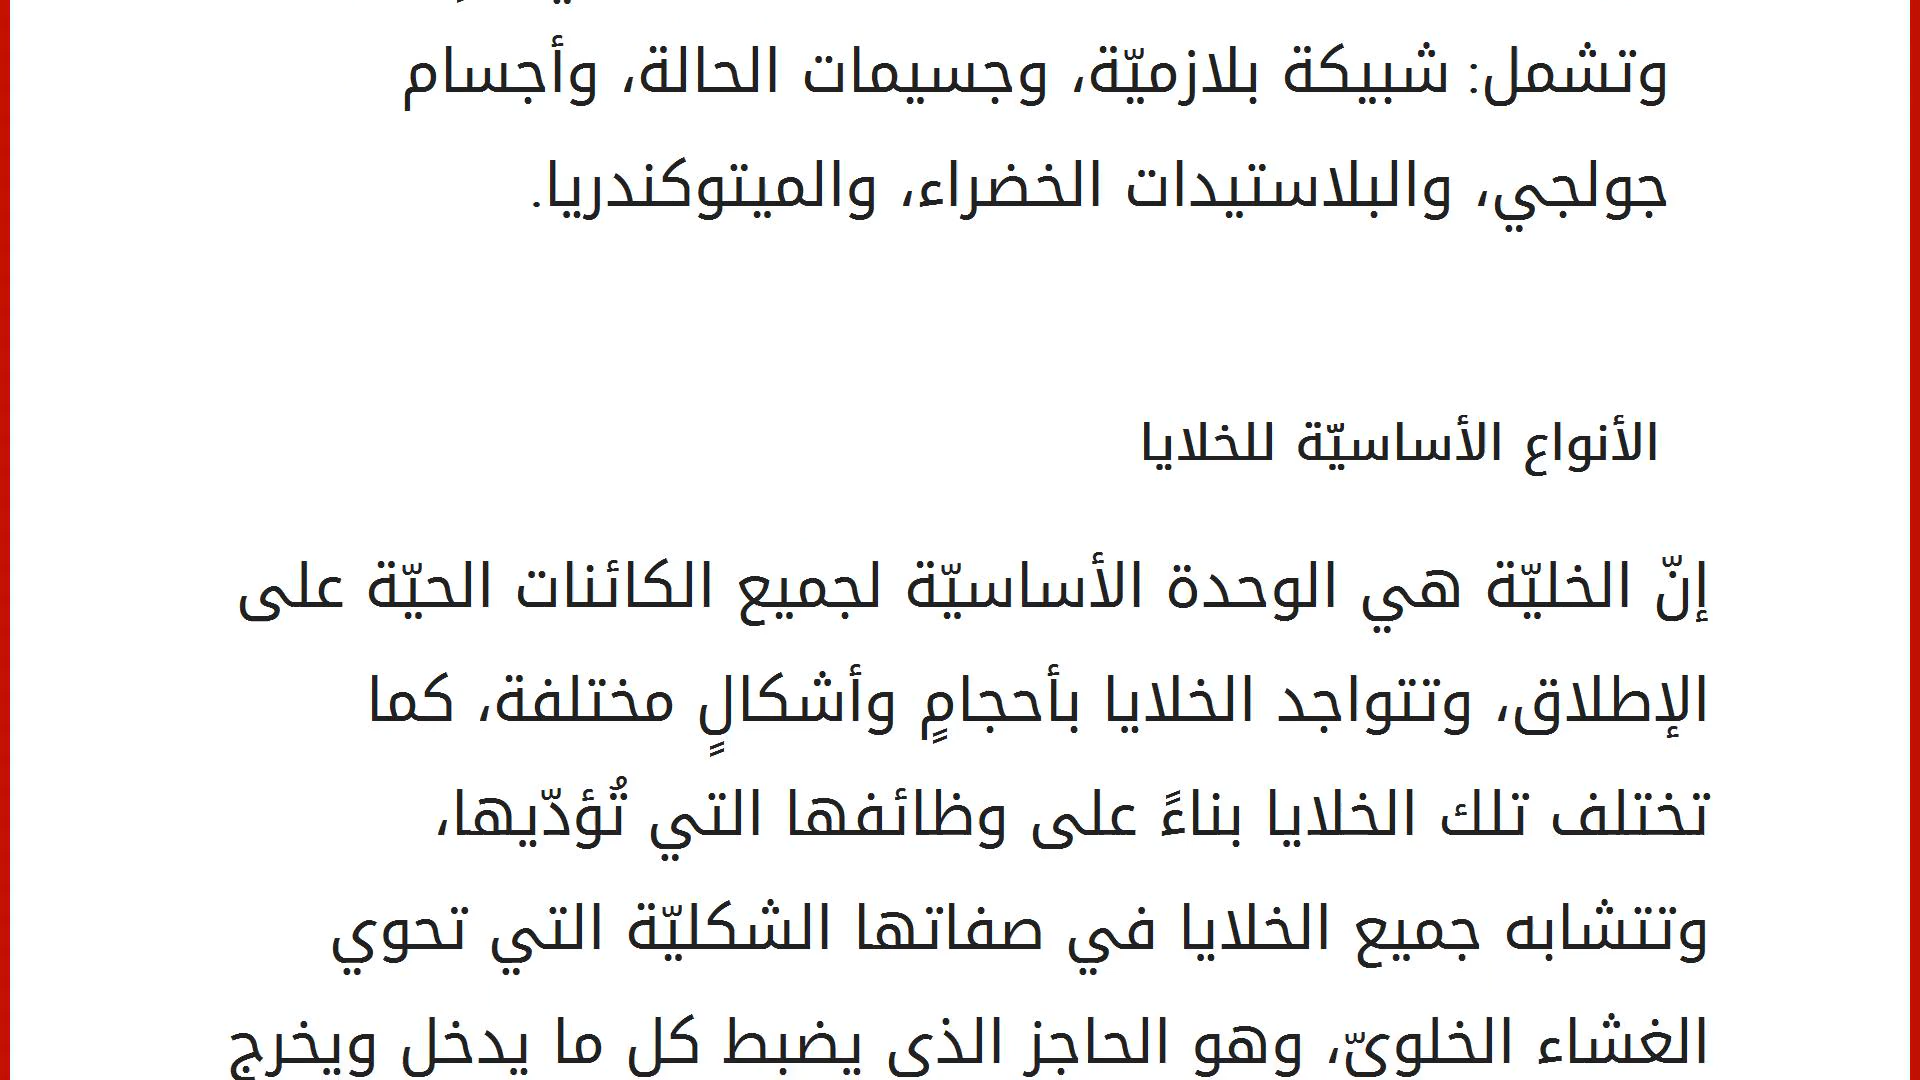 وتشمل: شبيكة بلازميّة، وجسيمات الحالة، وأجسام
جولجي، والبلاستيدات الخضراء، والميتوكندريا.
الأنواع الأساسيّة للخلايا
إنّ الخليّة هي الوحدة الأساسيّة لجميع الكائنات الحيّة على
الإطلاق، وتتواجد الخلايا بأحجامٍ وأشكالٍ مختلفة، كما
تختلف تلك الخلايا بناءً على وظائفها التي تُؤدّيها،
وتتشابه جميع الخلايا في صفاتها الشكليّة التي تحوي
الغشاء الخلويّ، وهو الحاجز الذي يضبط كل ما يدخل ويخرج